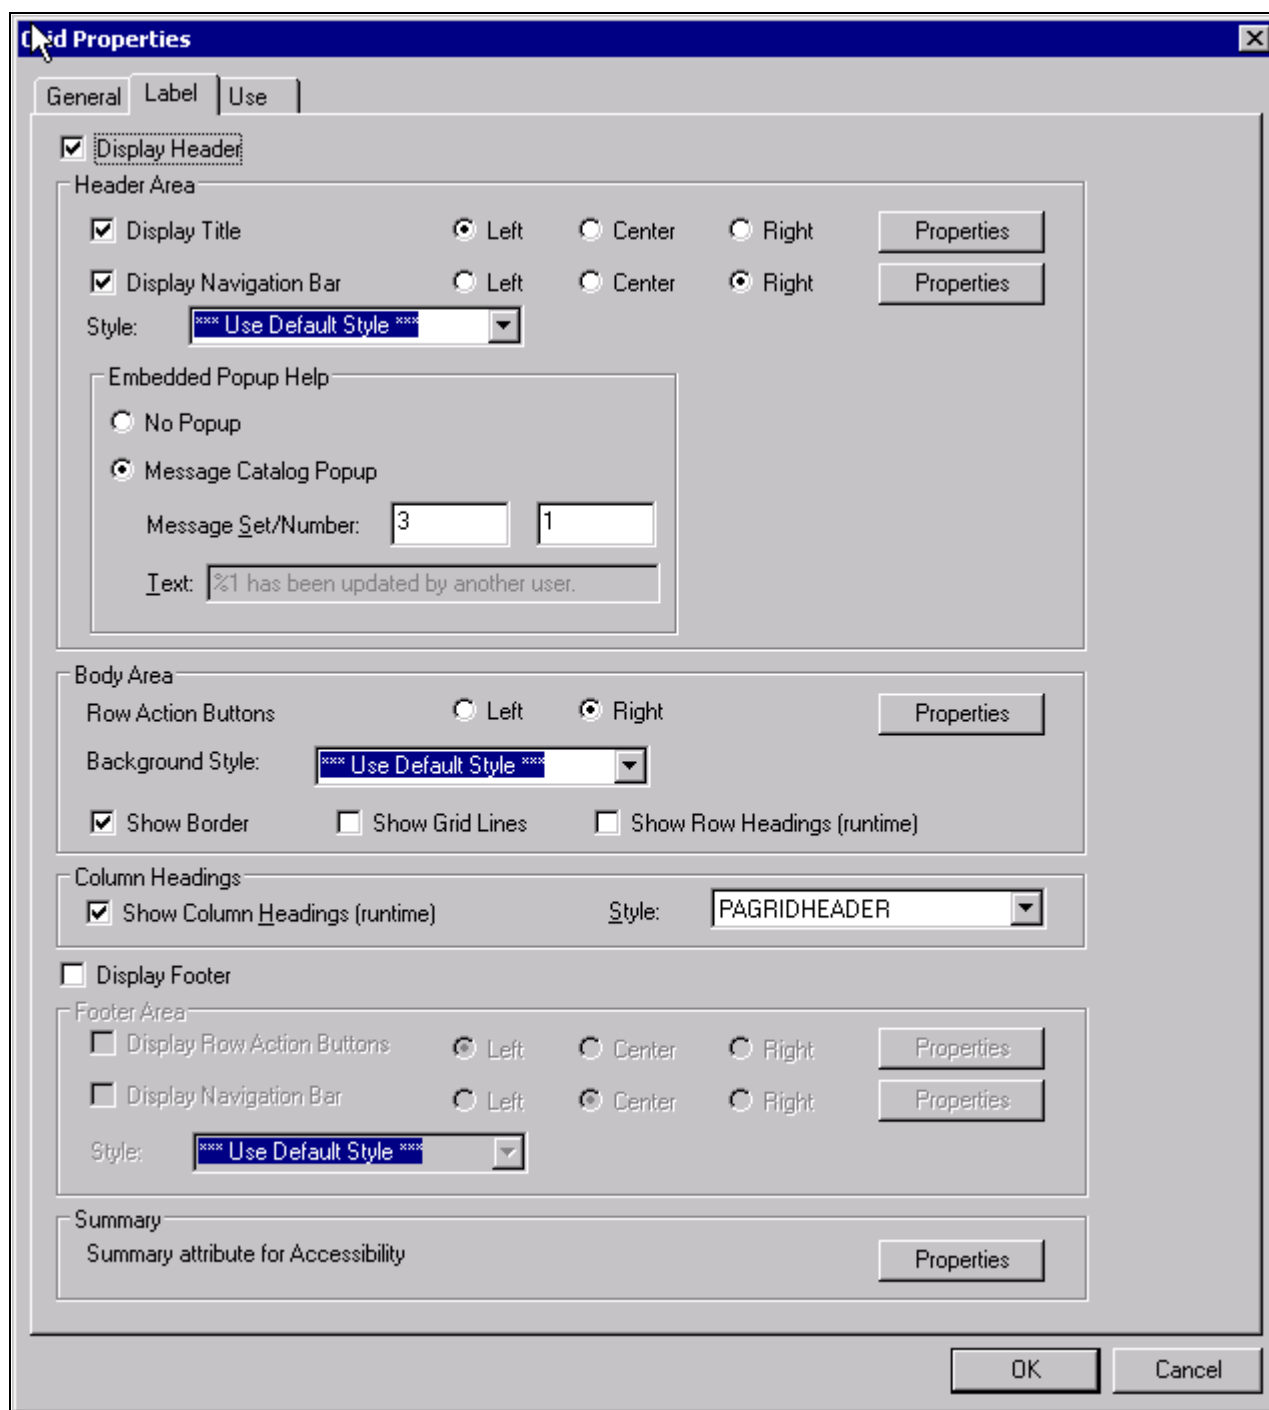 Grid Properties
General Label Use
Display Header
Header Area
Display Title Left Center Right Properties
Display Navigation Bar Left Center Right Properties
Style: *** Use Default Style ***
Embedded Popup Help
No Popup
Message Catalog Popup
Message Set/Number: 3 1
Text: %1 has been updated by another user.
Body Area
Row Action Buttons Left Right Properties
Background Style: *** Use Default Style ***
Show Border Show Grid Lines Show Row Headings (runtime)
Column Headings
Show Column Headings (runtime) Style: PAGRIDHEADER
Display Footer
Footer Area
Display Row Action Buttons Left Center Right Properties
Display Navigation Bar Left Center Right Properties
Style: *** Use Default Style ***
Summary
Summary attribute for Accessibility Properties
OK Cancel